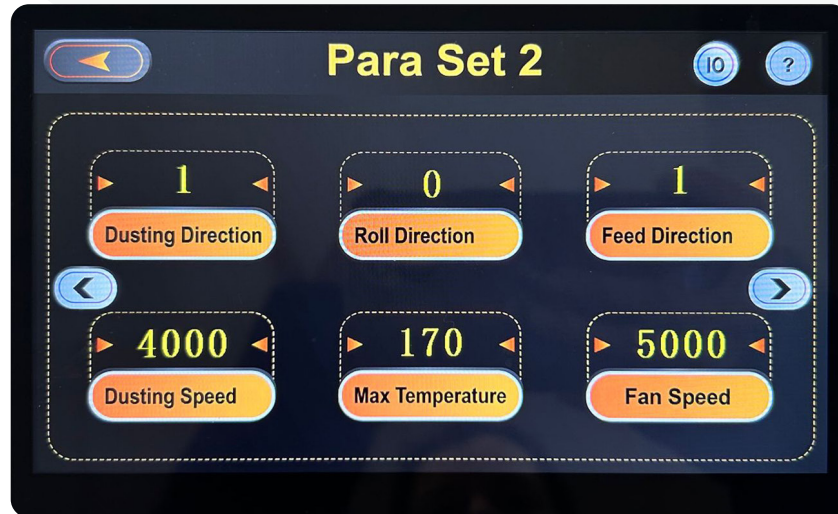 Para Set 2
IO
?
1
0
1
Dusting Direction
Roll Direction
Feed Direction
4000
170
5000
Dusting Speed
Max Temperature
Fan Speed